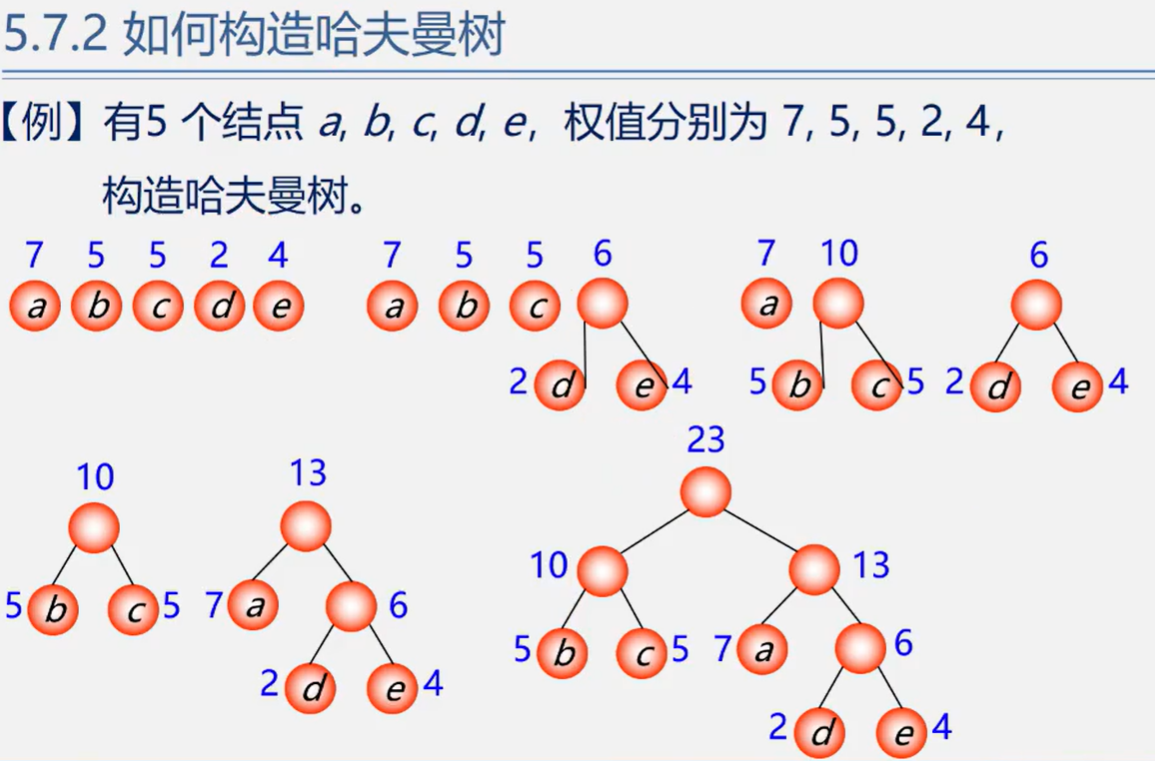 5.7.2 如何构造哈夫曼树
【例】有5 个结点 a, b, c, d, e, 权值分别为 7, 5, 5, 2, 4,
构造哈夫曼树。
7 5 5 2 4 7 5 5 6 7 10 6
a b c d e a b c a
2 d e 4 5 b c 5 2 d e 4
23
10 13
10 13
5 b c 5 7 a 6
5 b c 5 7 a 6
2 d e 4
2 d e 4